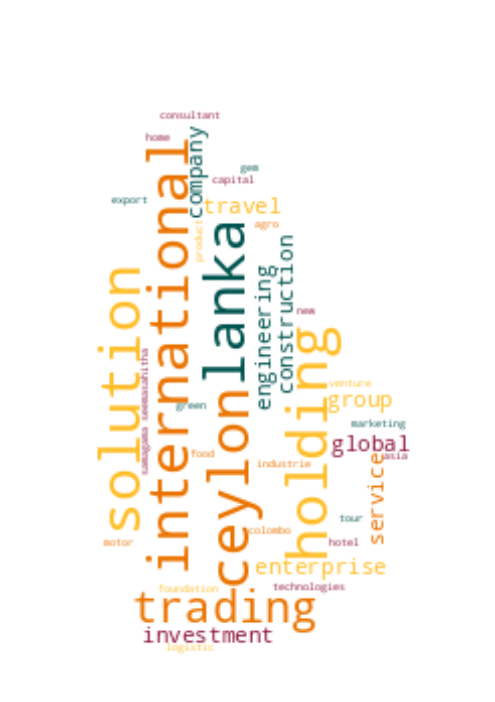 consultant
home
company
international
gem
capital
export
travel
product
agro
lanka
engineering
construction
solution
new
holding
samagama seemasahitha
venture
group
green
marketing
global
food
asia
industrie
service
ceylon
tour
colombo
motor
hotel
enterprise
foundation
technologies
trading
investment
logistic